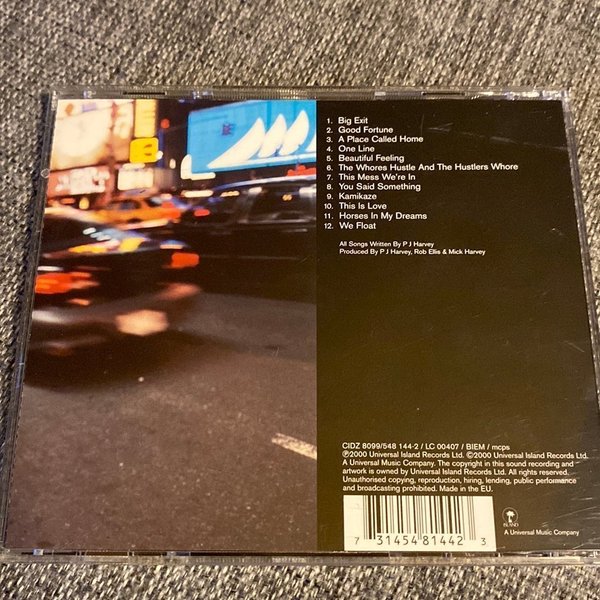 1. Big Exit
2. Good Fortune
3. A Place Called Home
4. One Line
5. Beautiful Feeling
6. The Whores Hustle And The Hustlers Whore
7. This Mess We're In
8. You Said Something
9. Kamikaze
10. This Is Love
11. Horses In My Dreams
12. We Float
All Songs Written By P J Harvey
Produced By P J Harvey, Rob Ellis & Mick Harvey
CIDZ 8099/548 144-2 / LC 00407 / BIEM / mcps
℗2000 Universal Island Records Ltd. ©2000 Universal Island Records Ltd.
A Universal Music Company. The copyright in this sound recording and
artwork is owned by Universal Island Records Ltd. All rights reserved.
Unauthorised copying, reproduction, hiring, lending, public performance
and broadcasting prohibited. Made in the EU.
7 31454 81442 3
ISLAND
A Universal Music Company